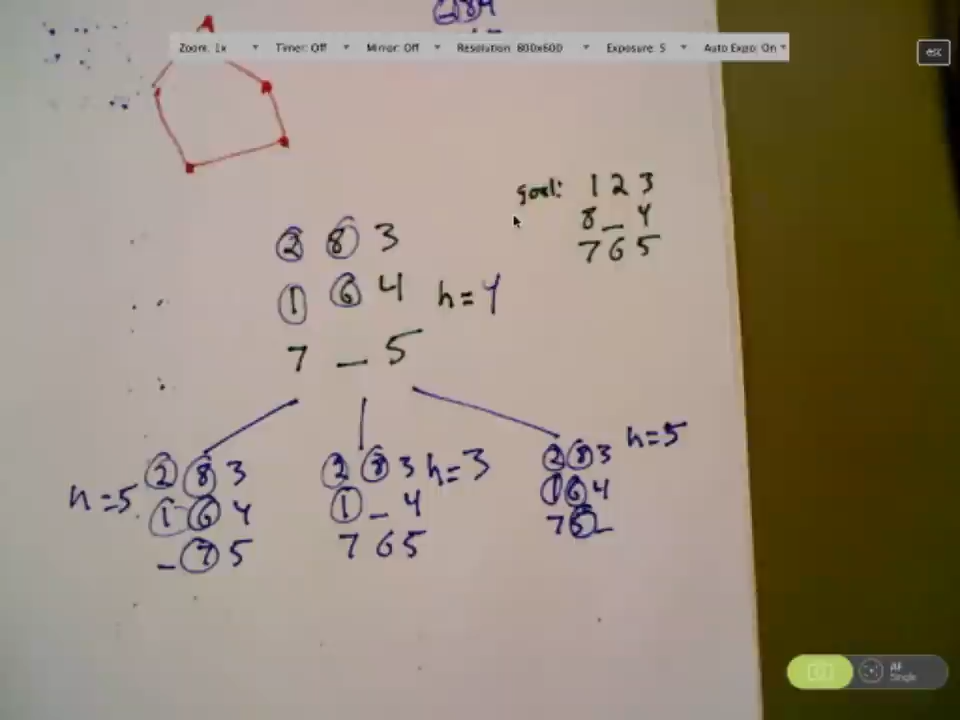 Zoom: 1x Timer: Off Mirror: Off Resolution: 800x600 Exposure: 5 Auto Expo: On
esc
A
goal: 1 2 3
8 _ 4
7 6 5
2 8 3
1 6 4 h=4
7 _ 5
h=5 2 8 3
1 6 4
_ 7 5
2 8 3 h=3
1 _ 4
7 6 5
2 8 3 h=5
1 6 4
7 5 _
AF
Single